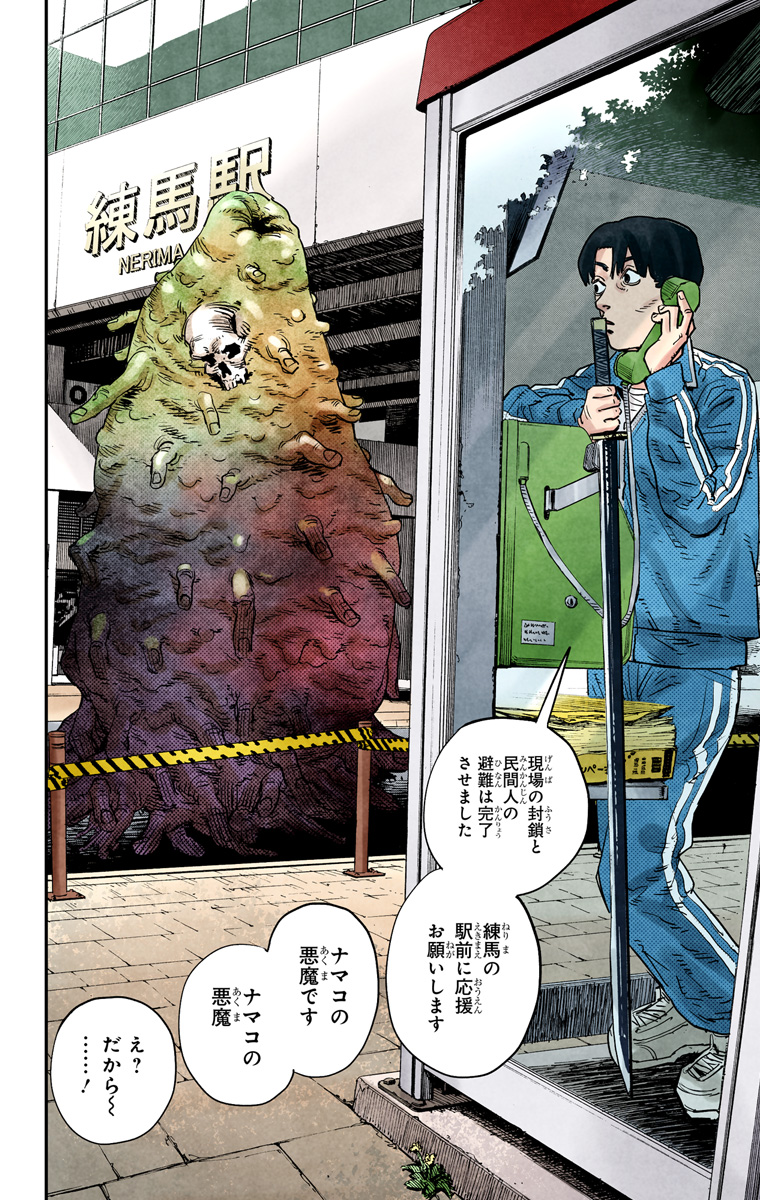 練馬駅
NERIMA
現場の封鎖と
民間人の
避難は完了
させました
練馬の
駅前に応援
お願いします
ナマコの
悪魔です
ナマコの
悪魔
え？
だから〜
……！